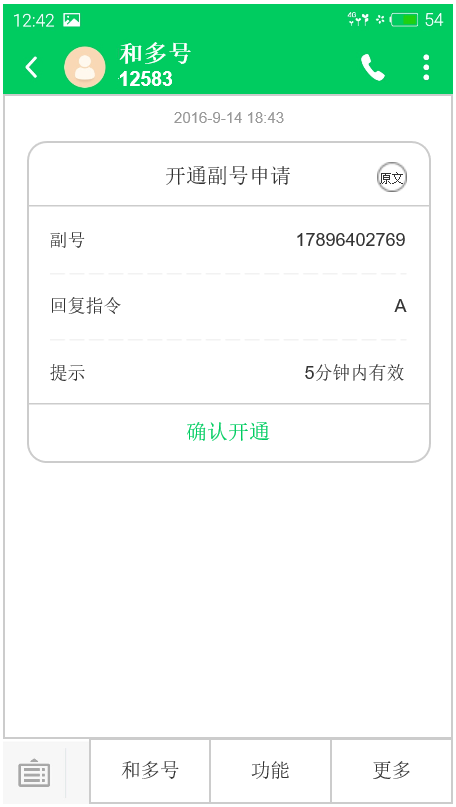 12:42 4G 54
和多号
12583
2016-9-14 18:43
开通副号申请 原文
副号 17896402769
回复指令 A
提示 5分钟内有效
确认开通
和多号 功能 更多